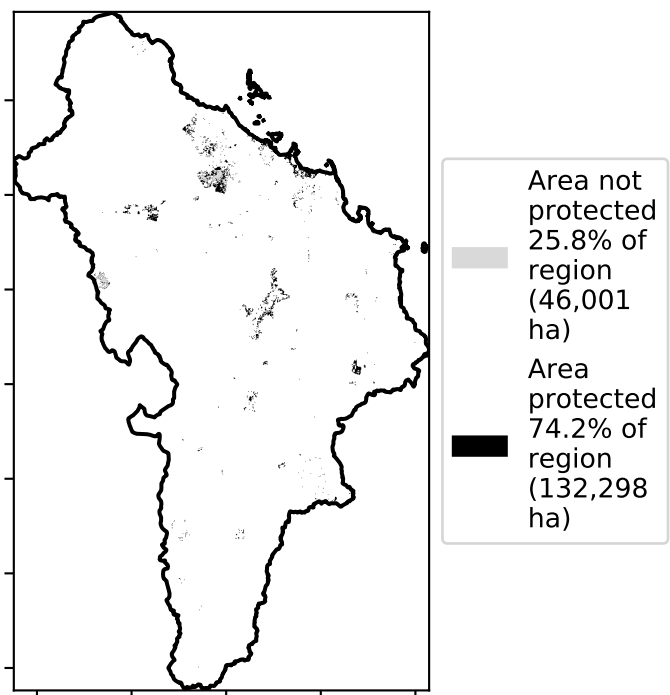 Area not
protected
25.8% of
region
(46,001
ha)
Area
protected
74.2% of
region
(132,298
ha)